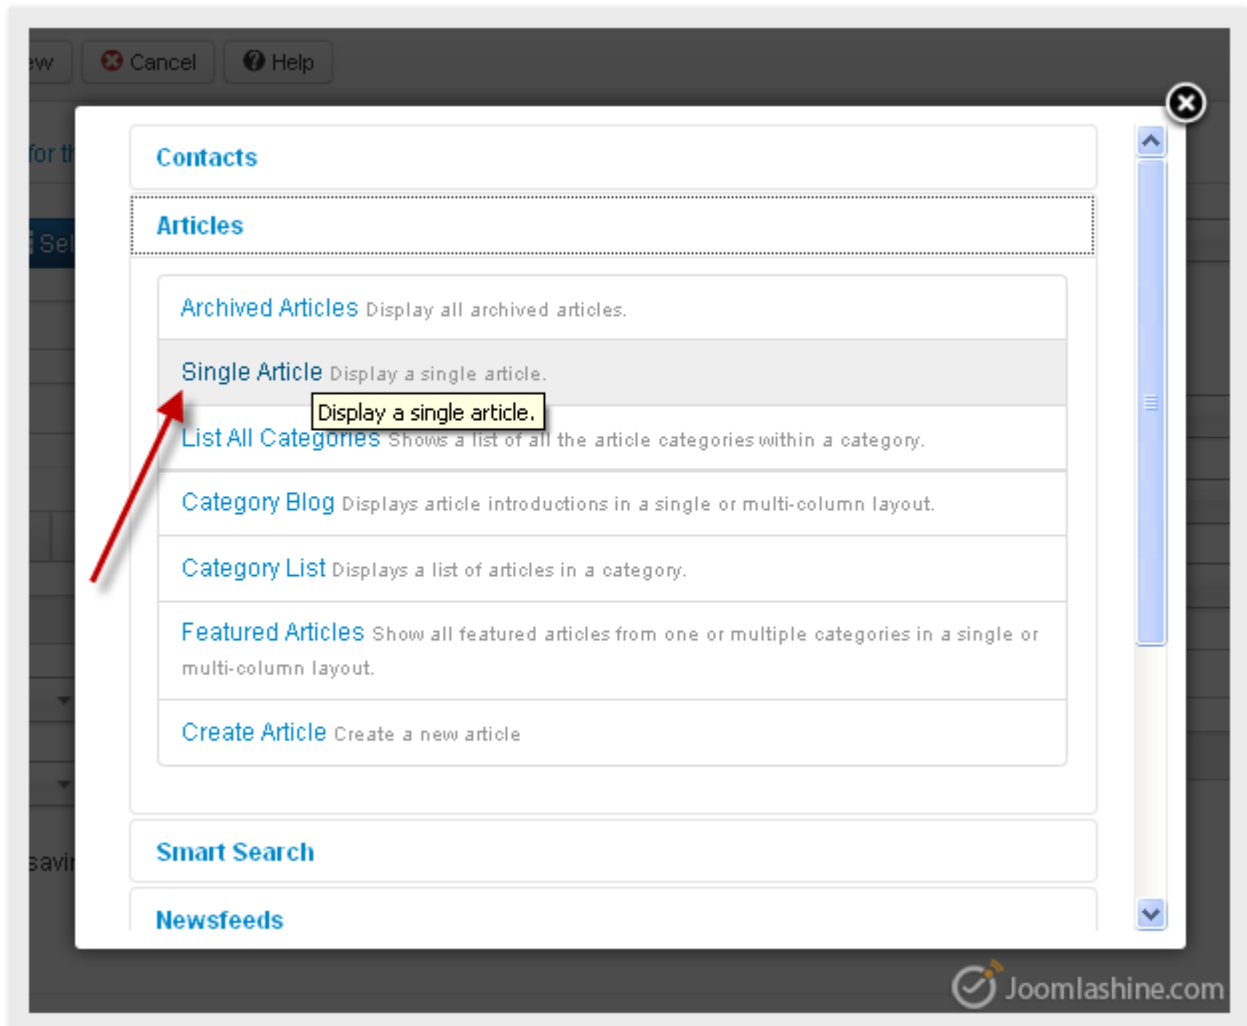 Cancel
Help
for
Contacts
Articles
Archived Articles Display all archived articles.
Single Article Display a single article.
Display a single article.
List All Categories Shows a list of all the article categories within a category.
Category Blog Displays article introductions in a single or multi-column layout.
Category List Displays a list of articles in a category.
Featured Articles Show all featured articles from one or multiple categories in a single or
multi-column layout.
Create Article Create a new article
Smart Search
Newsfeeds
Joomlashine.com